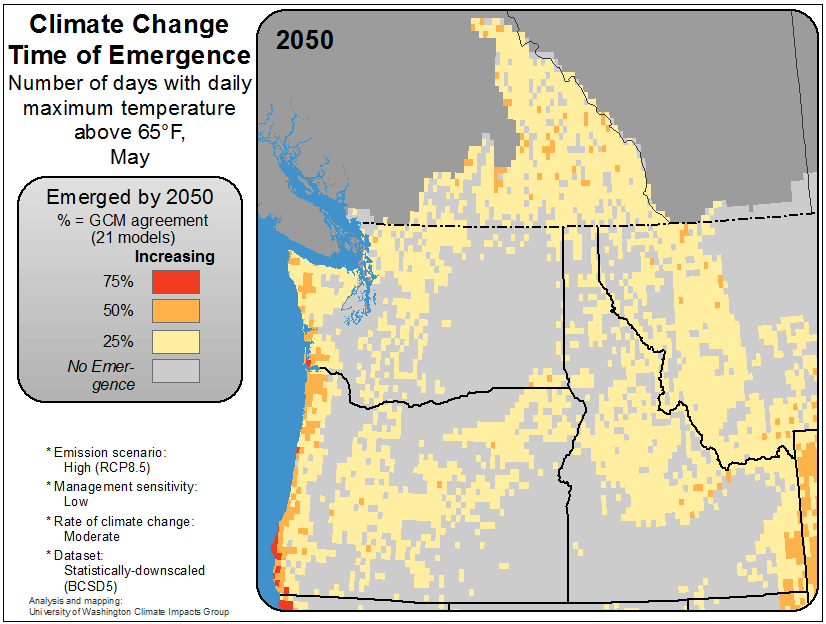 Climate Change
Time of Emergence
Number of days with daily
maximum temperature
above 65°F,
May
2050
Emerged by 2050
% = GCM agreement
(21 models)
Increasing
75%
50%
25%
No Emer-
gence
* Emission scenario:
High (RCP8.5)
* Management sensitivity:
Low
* Rate of climate change:
Moderate
* Dataset:
Statistically-downscaled
(BCSD5)
Analysis and mapping:
University of Washington Climate Impacts Group